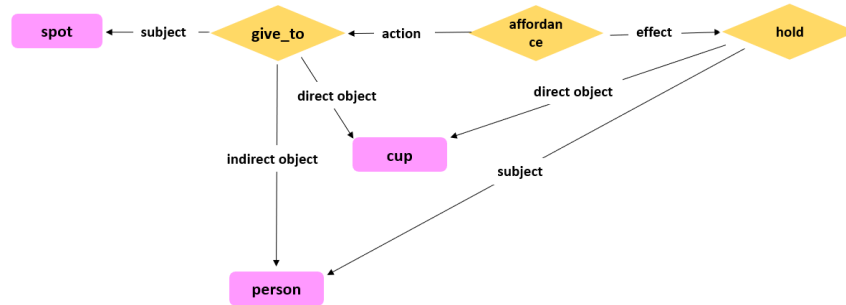 spot
subject
give_to
action
affordan
ce
effect
hold
direct object
direct object
cup
indirect object
subject
person